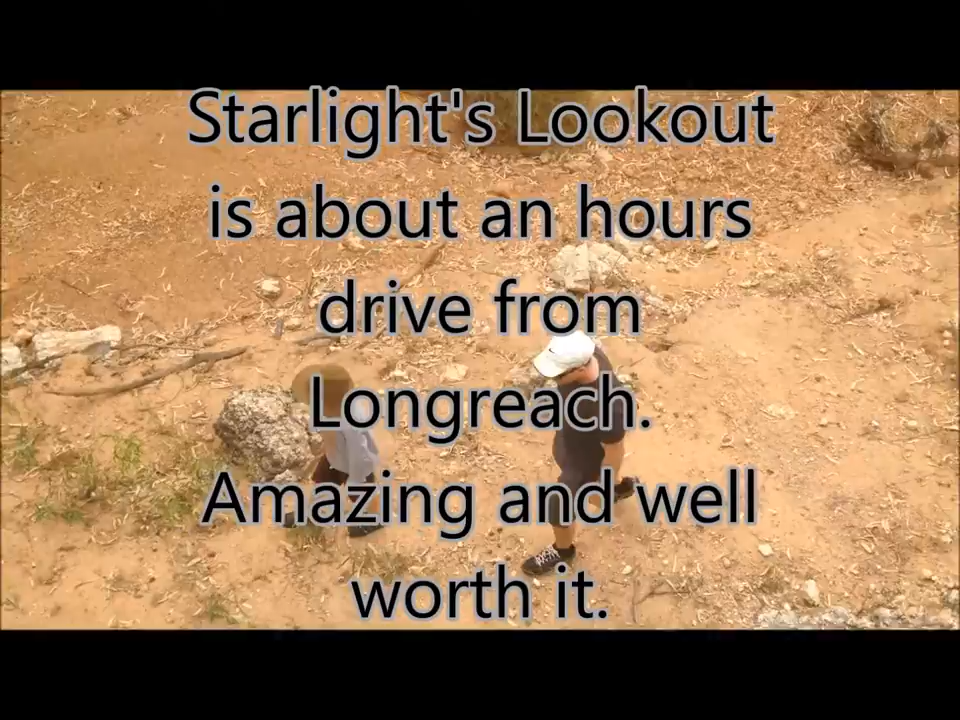 Starlight's Lookout
is about an hours
drive from
Longreach.
Amazing and well
worth it.